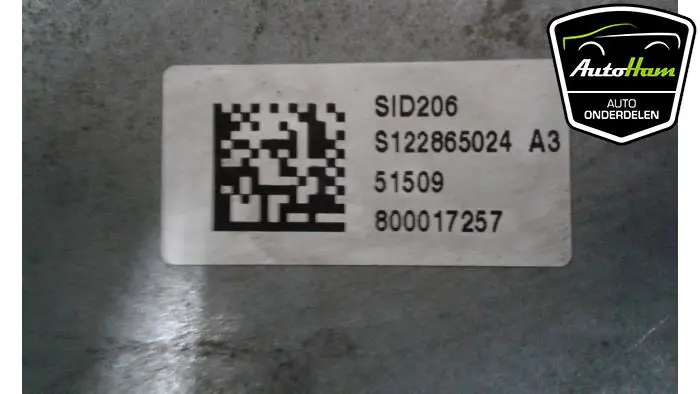 SID206
S122865024 A3
51509
800017257
AutoHam
AUTO
ONDERDELEN